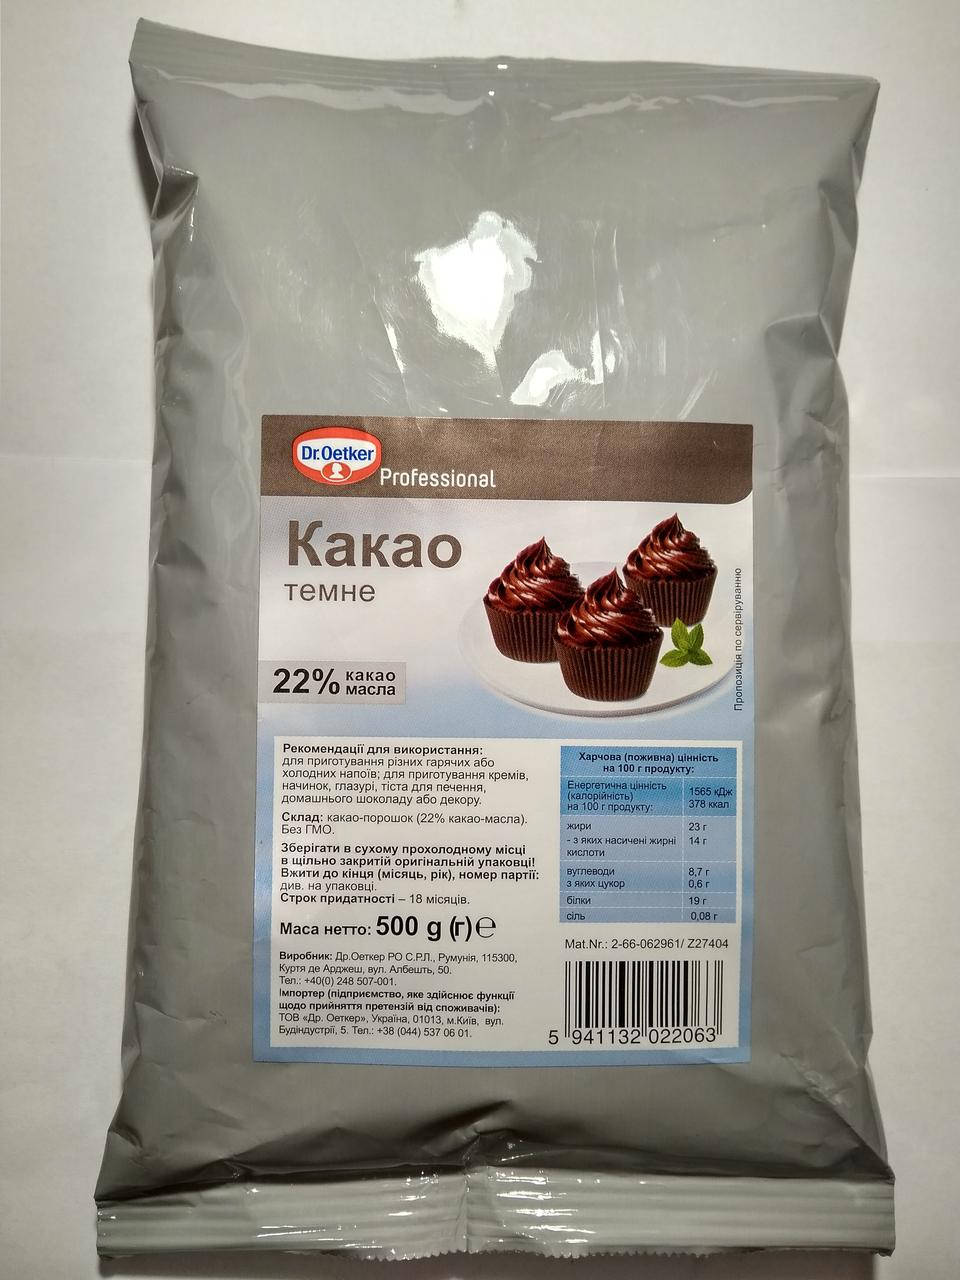 Dr.Oetker
Professional
Какао
темне
22% какао
масла
Пропозиція по сервіруванню
Рекомендації для використання:
для приготування різних гарячих або
холодних напоїв; для приготування кремів,
начинок, глазурі, тіста для печення,
домашнього шоколаду або декору.
Склад: какао-порошок (22% какао-масла).
Без ГМО.
Зберігати в сухому прохолодному місці
в щільно закритій оригінальній упаковці!
Вжити до кінця (місяць, рік), номер партії:
див. на упаковці.
Строк придатності – 18 місяців.
Маса нетто: 500 g (г) ℮
Виробник: Др.Оеткер РО С.Р.Л., Румунія, 115300,
Куртя де Арджеш, вул. Албешть, 50.
Тел.: +40(0) 248 507-001.
Імпортер (підприємство, яке здійснює функції
щодо прийняття претензій від споживачів):
ТОВ «Др. Оеткер», Україна, 01013, м.Київ, вул.
Будіндустрії, 5. Тел.: +38 (044) 537 06 01.
Харчова (поживна) цінність
на 100 г продукту:
Енергетична цінність
(калорійність)
на 100 г продукту:
1565 кДж
378 ккал
жири 23 г
- з яких насичені жирні 14 г
кислоти
вуглеводи 8,7 г
з яких цукор 0,6 г
білки 19 г
сіль 0,08 г
Mat.Nr.: 2-66-062961/ Z27404
5 941132 022063